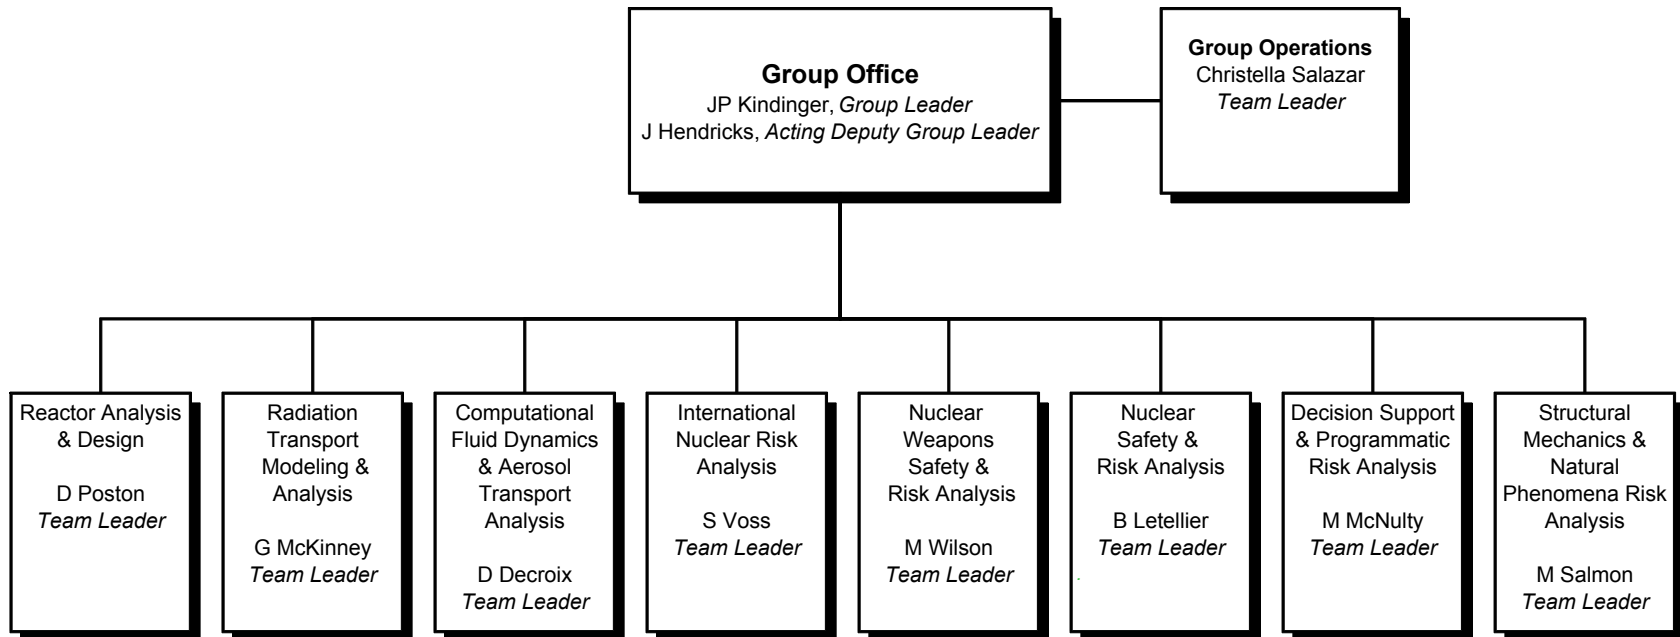 Group Office
JP Kindinger, Group Leader
J Hendricks, Acting Deputy Group Leader
Group Operations
Christella Salazar
Team Leader
Reactor Analysis
& Design
D Poston
Team Leader
Radiation
Transport
Modeling &
Analysis
G McKinney
Team Leader
Computational
Fluid Dynamics
& Aerosol
Transport
Analysis
D Decroix
Team Leader
International
Nuclear Risk
Analysis
S Voss
Team Leader
Nuclear
Weapons
Safety &
Risk Analysis
M Wilson
Team Leader
Nuclear
Safety &
Risk Analysis
B Letellier
Team Leader
Decision Support
& Programmatic
Risk Analysis
M McNulty
Team Leader
Structural
Mechanics &
Natural
Phenomena Risk
Analysis
M Salmon
Team Leader